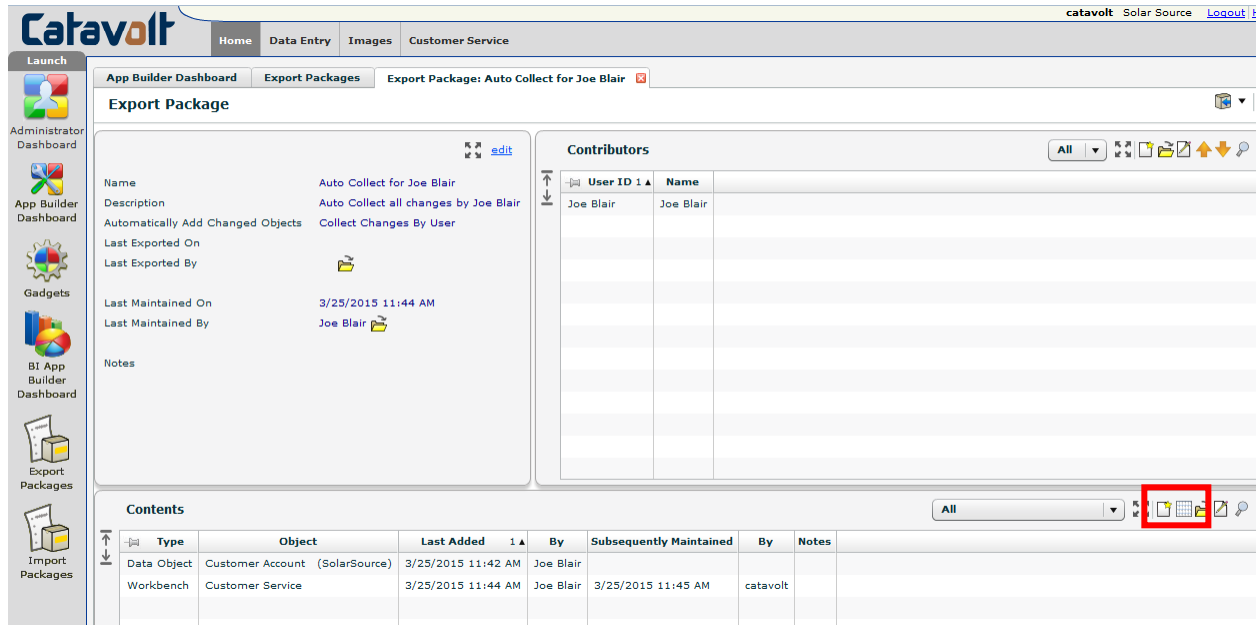 catavolt Solar Source Logout
Catavolt
Home Data Entry Images Customer Service
Launch
Administrator
Dashboard
App Builder
Dashboard
Gadgets
BI App
Builder
Dashboard
Export
Packages
Import
Packages
App Builder Dashboard Export Packages Export Package: Auto Collect for Joe Blair
Export Package
edit
Name Auto Collect for Joe Blair
Description Auto Collect all changes by Joe Blair
Automatically Add Changed Objects Collect Changes By User
Last Exported On
Last Exported By
Last Maintained On 3/25/2015 11:44 AM
Last Maintained By Joe Blair
Notes
Contributors All
User ID 1 Name
Joe Blair Joe Blair
Contents All
Type Object Last Added 1 By Subsequently Maintained By Notes
Data Object Customer Account (SolarSource) 3/25/2015 11:42 AM Joe Blair
Workbench Customer Service 3/25/2015 11:44 AM Joe Blair 3/25/2015 11:45 AM catavolt